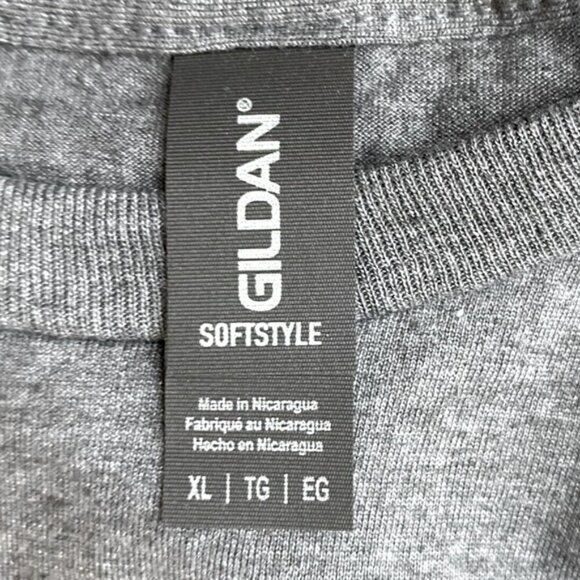 GILDAN®
SOFTSTYLE
Made in Nicaragua
Fabriqué au Nicaragua
Hecho en Nicaragua
XL | TG | EG